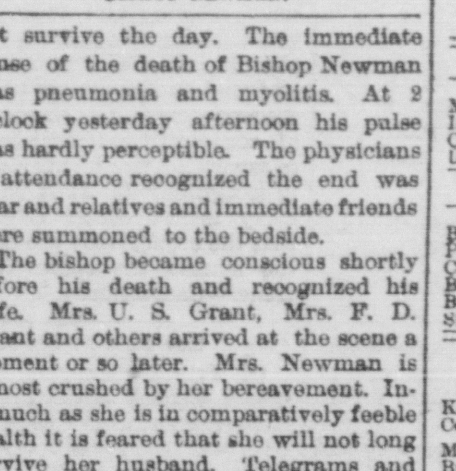 t survive the day. The immediate
use of the death of Bishop Newman
as pneumonia and myolitis. At 2
clock yesterday afternoon his pulse
as hardly perceptible. The physicians
attendance recognized the end was
ar and relatives and immediate friends
ere summoned to the bedside.
The bishop became conscious shortly
fore his death and recognized his
fe. Mrs. U. S. Grant, Mrs. F. D.
ant and others arrived at the scene a
oment or so later. Mrs. Newman is
most crushed by her bereavement. In-
much as she is in comparatively feeble
alth it is feared that she will not long
rvive her husband. Telegrams and